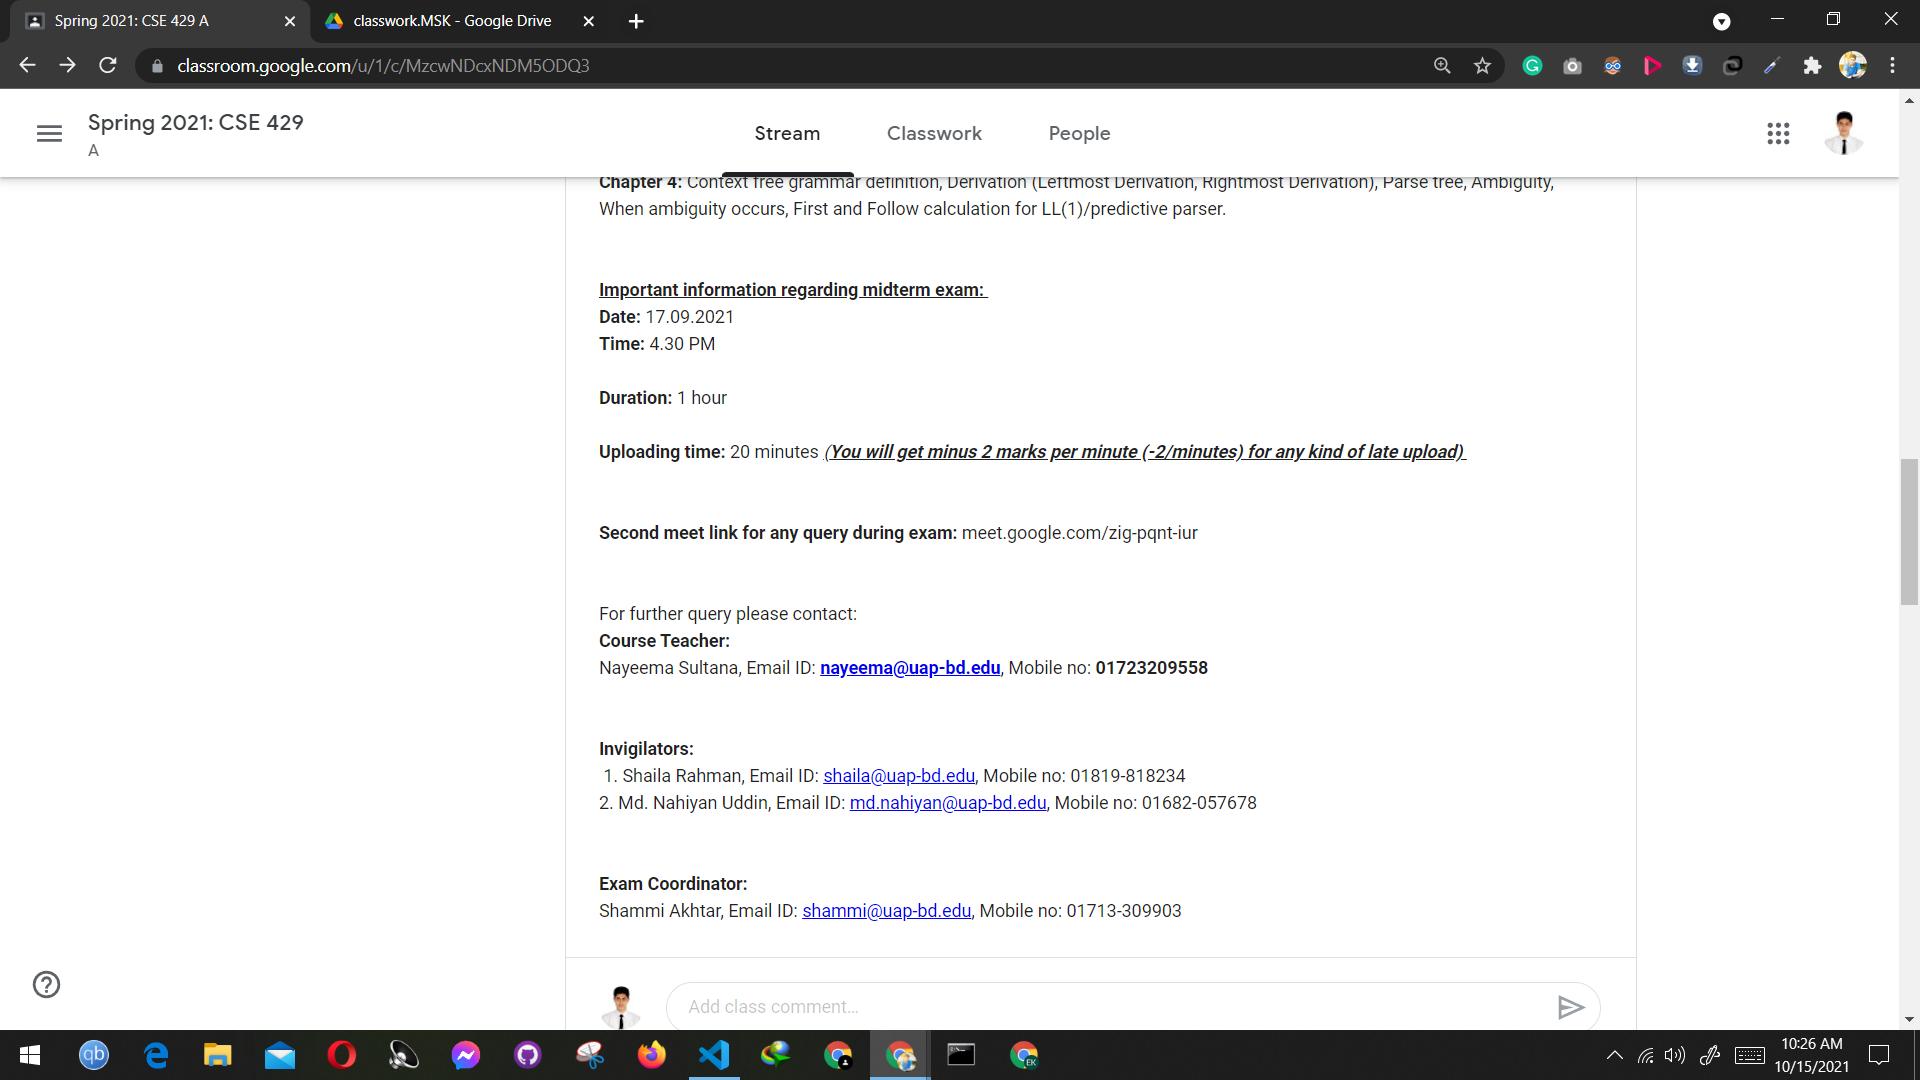 Spring 2021: CSE 429 A
classwork.MSK - Google Drive
classroom.google.com/u/1/c/MzcwNDcxNDM5ODQ3
Spring 2021: CSE 429
A
Stream
Classwork
People
Chapter 4: Context free grammar definition, Derivation (Leftmost Derivation, Rightmost Derivation), Parse tree, Ambiguity,
When ambiguity occurs, First and Follow calculation for LL(1)/predictive parser.
Important information regarding midterm exam:
Date: 17.09.2021
Time: 4.30 PM
Duration: 1 hour
Uploading time: 20 minutes (You will get minus 2 marks per minute (-2/minutes) for any kind of late upload)
Second meet link for any query during exam: meet.google.com/zig-pqnt-iur
For further query please contact:
Course Teacher:
Nayeema Sultana, Email ID: nayeema@uap-bd.edu, Mobile no: 01723209558
Invigilators:
1. Shaila Rahman, Email ID: shaila@uap-bd.edu, Mobile no: 01819-818234
2. Md. Nahiyan Uddin, Email ID: md.nahiyan@uap-bd.edu, Mobile no: 01682-057678
Exam Coordinator:
Shammi Akhtar, Email ID: shammi@uap-bd.edu, Mobile no: 01713-309903
Add class comment...
qb
EK
10:26 AM
10/15/2021